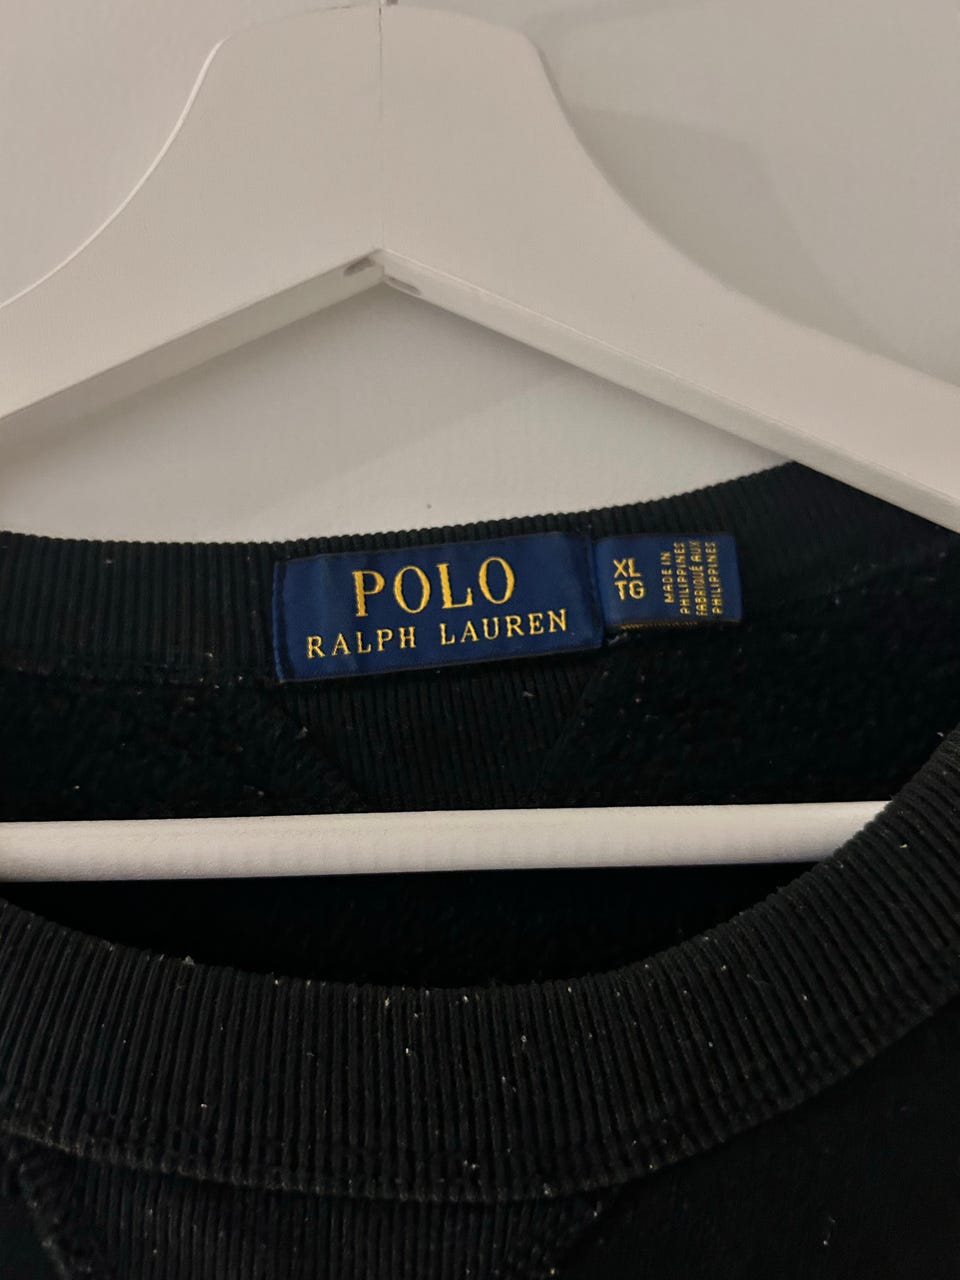 POLO
RALPH LAUREN
XL
TG
MADE IN
PHILIPPINES
FABRIQUÉ AUX
PHILIPPINES